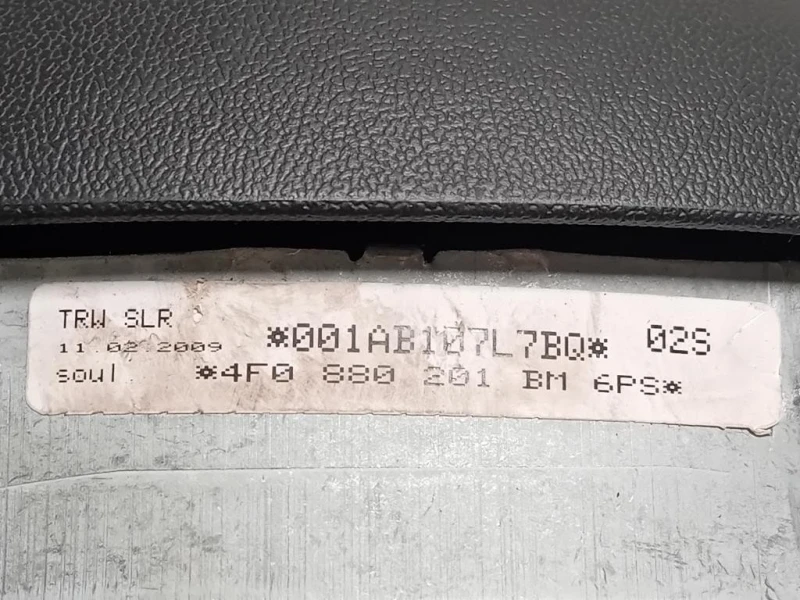 TRW SLR
*001AB107L7BQ* 02S
11.02.2009
soul *4F0 880 201 BM 6PS*